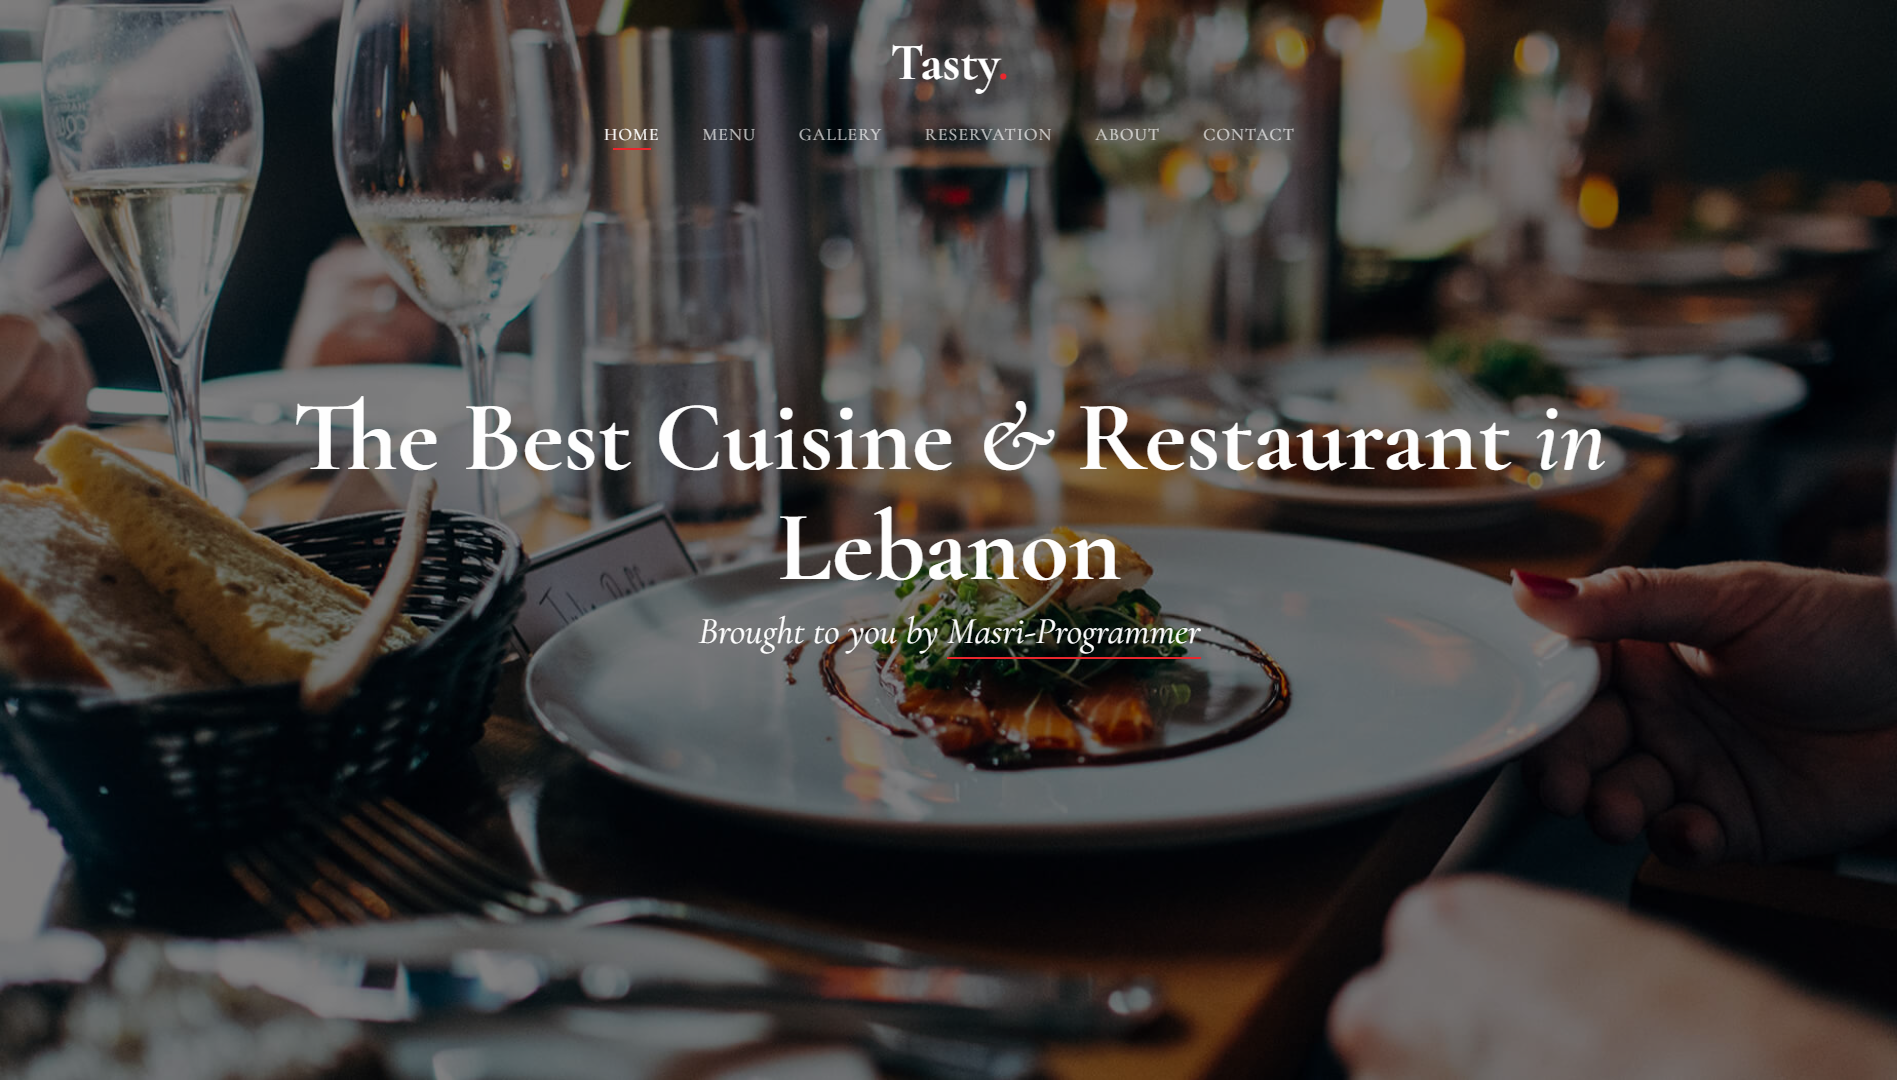 Tasty.
HOME MENU GALLERY RESERVATION ABOUT CONTACT
The Best Cuisine & Restaurant in
Lebanon
Brought to you by Masri-Programmer